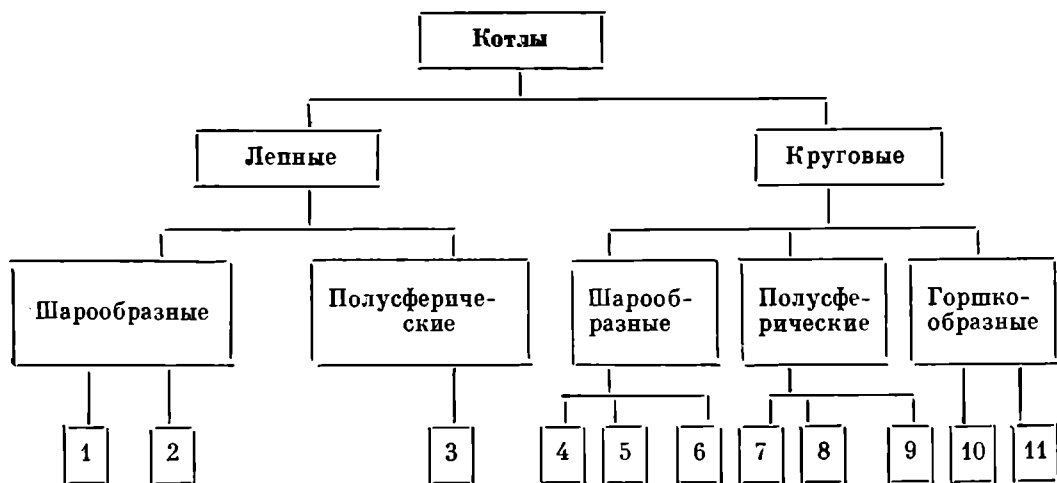 Котлы
Лепные
Круговые
Шарообразные
Полусфериче-
ские
Шарооб-
разные
Полусфе-
рические
Горшко-
образные
1 2 3 4 5 6 7 8 9 10 11